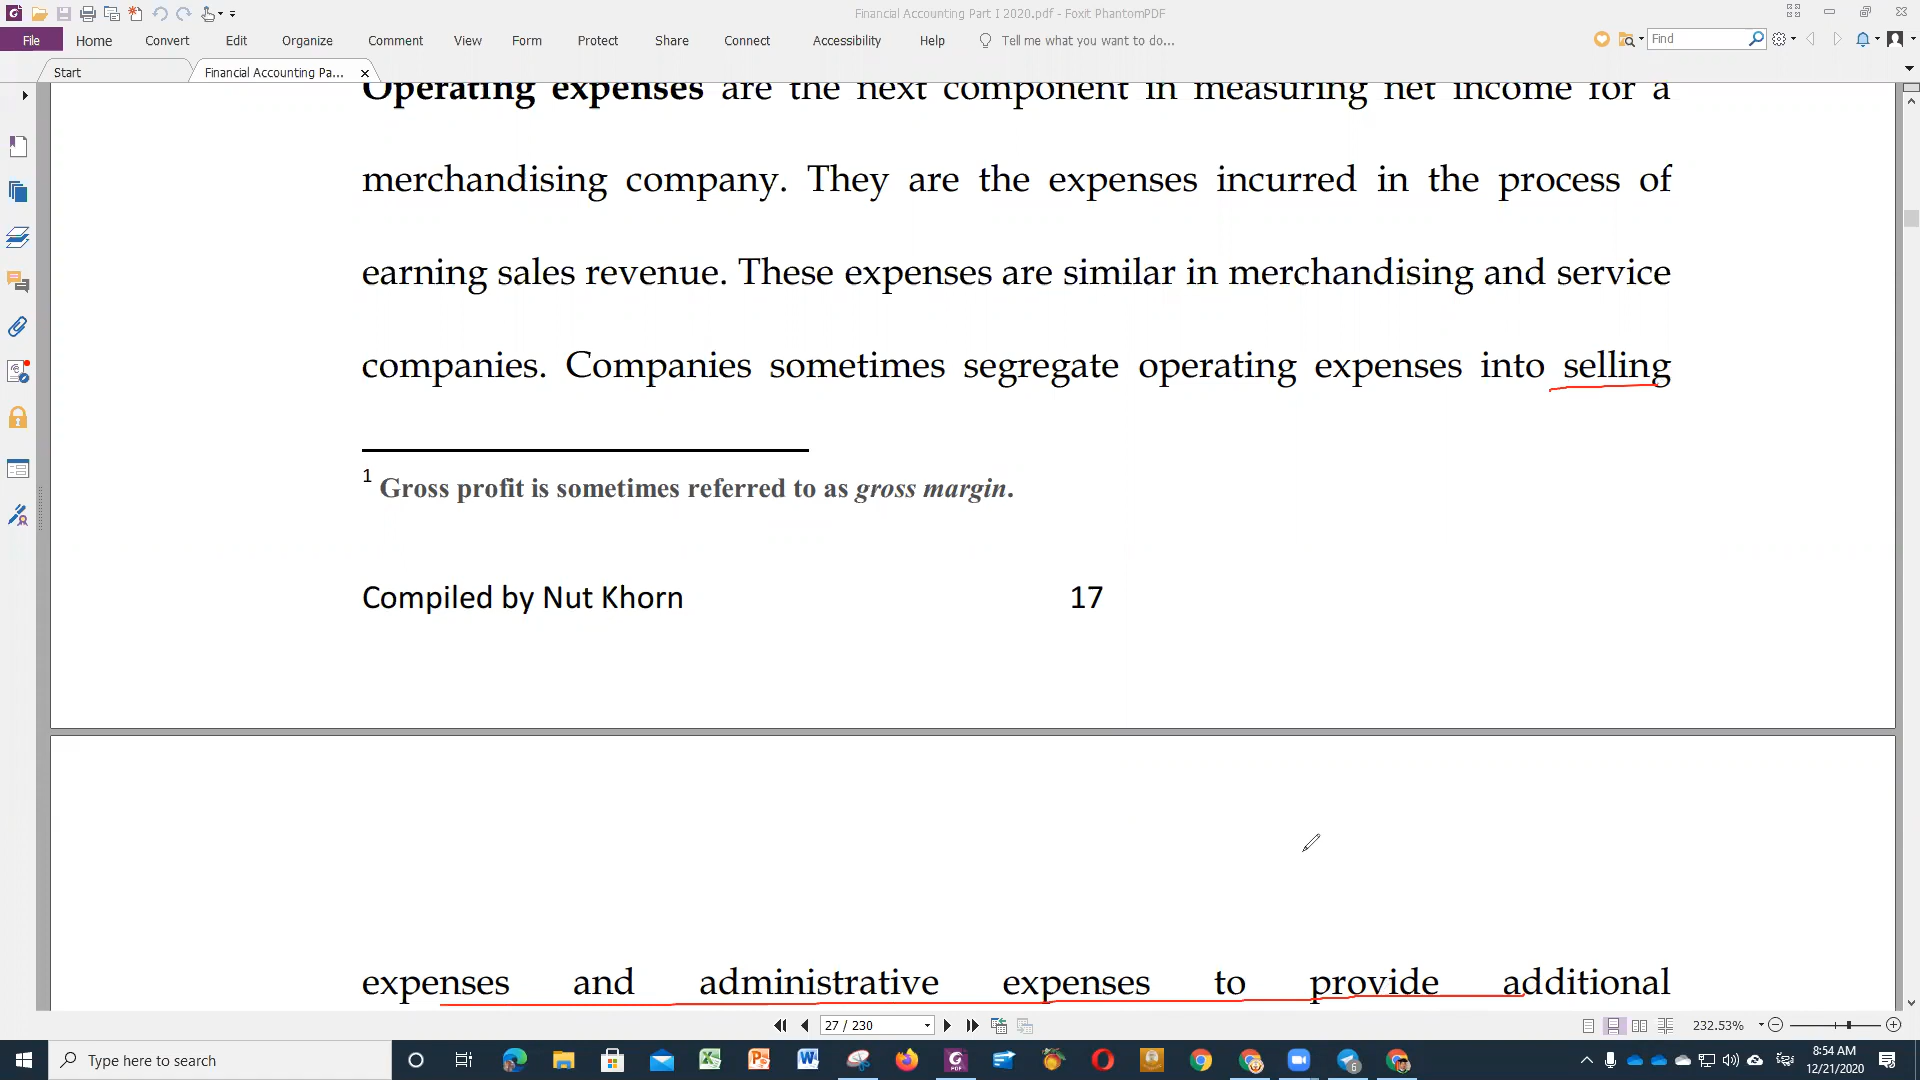 Financial Accounting Part I 2020.pdf - Foxit PhantomPDF
File Home Convert Edit Organize Comment View Form Protect Share Connect Accessibility Help Tell me what you want to do... Find
Start Financial Accounting Pa...
Operating expenses are the next component in measuring net income for a
merchandising company. They are the expenses incurred in the process of
earning sales revenue. These expenses are similar in merchandising and service
companies. Companies sometimes segregate operating expenses into selling
1 Gross profit is sometimes referred to as gross margin.
Compiled by Nut Khorn 17
expenses and administrative expenses to provide additional
27 / 230 232.53%
Type here to search
8:54 AM
12/21/2020